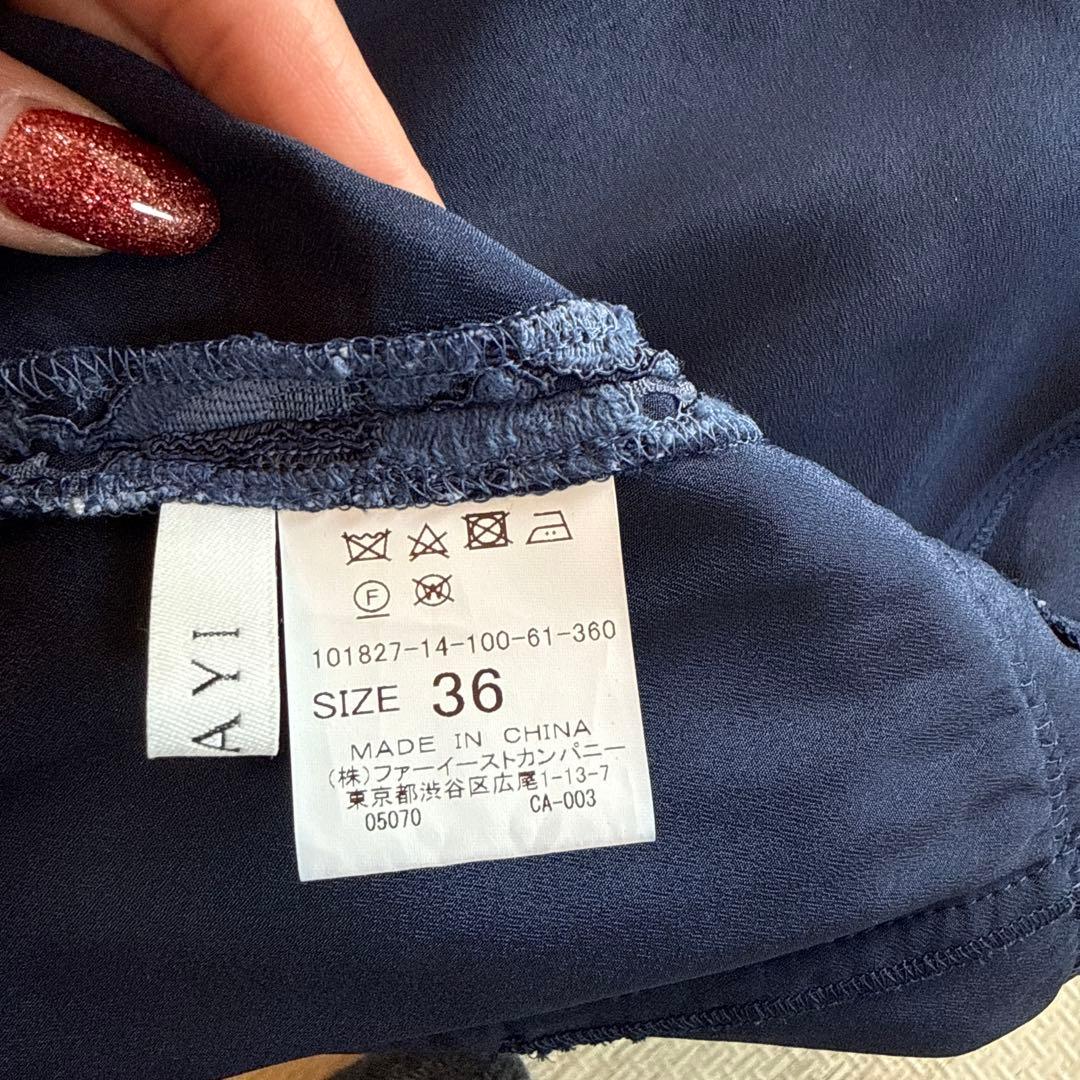 AYI
F
W
101827-14-100-61-360
SIZE 36
MADE IN CHINA
(株)ファーイーストカンパニー
東京都渋谷区広尾1-13-7
05070 CA-003